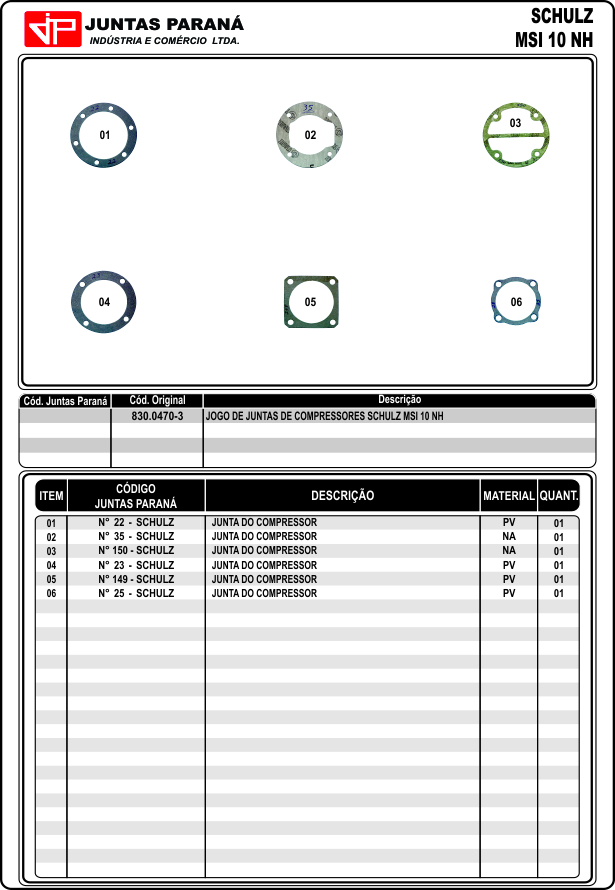 JP JUNTAS PARANÁ
INDÚSTRIA E COMÉRCIO LTDA.
SCHULZ
MSI 10 NH
01
02
03
04
05
06
Cód. Juntas Paraná Cód. Original Descrição
830.0470-3 JOGO DE JUNTAS DE COMPRESSORES SCHULZ MSI 10 NH
ITEM CÓDIGO JUNTAS PARANÁ DESCRIÇÃO MATERIAL QUANT.
01 N° 22 - SCHULZ JUNTA DO COMPRESSOR PV 01
02 N° 35 - SCHULZ JUNTA DO COMPRESSOR NA 01
03 N° 150 - SCHULZ JUNTA DO COMPRESSOR NA 01
04 N° 23 - SCHULZ JUNTA DO COMPRESSOR PV 01
05 N° 149 - SCHULZ JUNTA DO COMPRESSOR PV 01
06 N° 25 - SCHULZ JUNTA DO COMPRESSOR PV 01